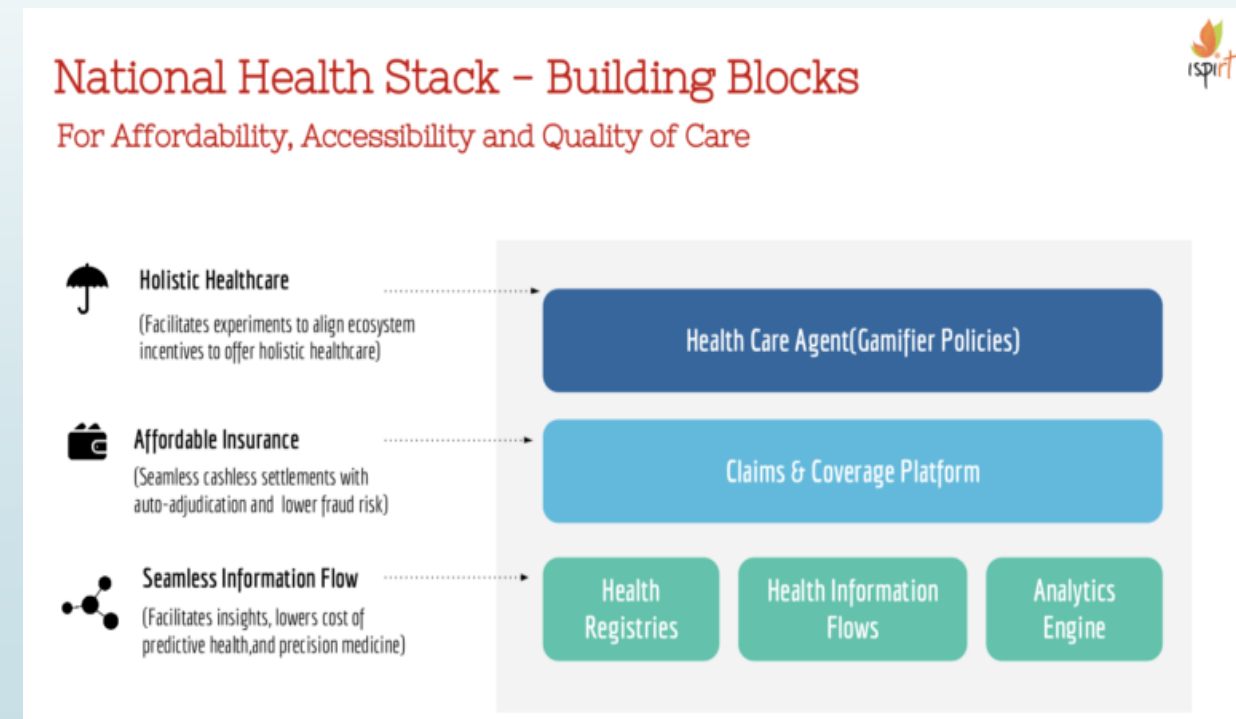 National Health Stack – Building Blocks
For Affordability, Accessibility and Quality of Care
ispirt
Holistic Healthcare
(Facilitates experiments to align ecosystem
incentives to offer holistic healthcare)
Health Care Agent(Gamifier Policies)
Affordable Insurance
(Seamless cashless settlements with
auto-adjudication and lower fraud risk)
Claims & Coverage Platform
Seamless Information Flow
(Facilitates insights, lowers cost of
predictive health,and precision medicine)
Health
Registries
Health Information
Flows
Analytics
Engine